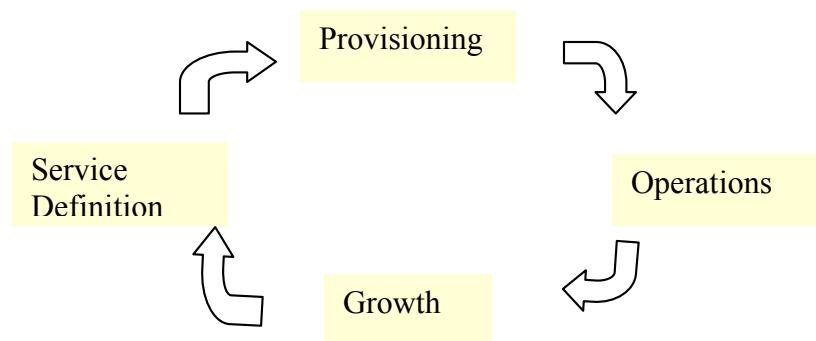 Provisioning
Service
Definition
Operations
Growth